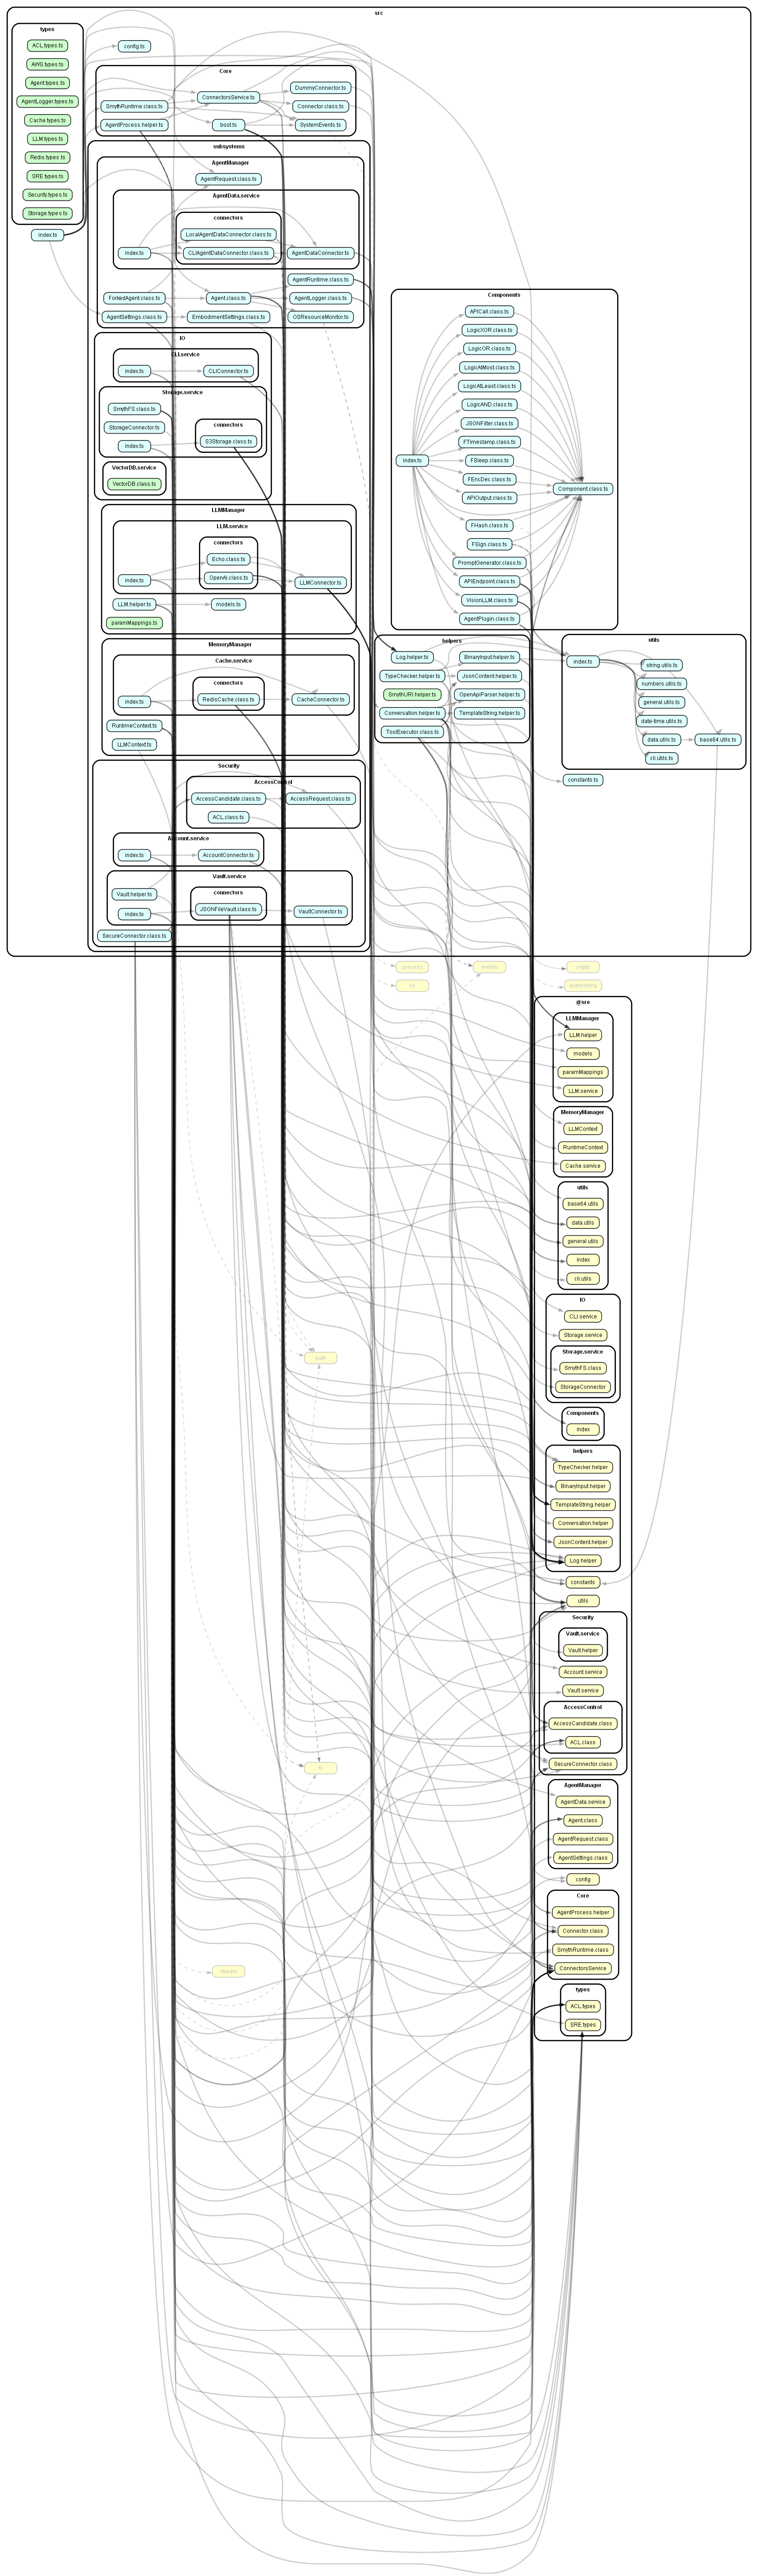 src
types
ACL.types.ts
AWS.types.ts
Agent.types.ts
AgentLogger.types.ts
Cache.types.ts
LLM.types.ts
Redis.types.ts
SRE.types.ts
Security.types.ts
Storage.types.ts
index.ts
config.ts
Core
ConnectorsService.ts
DummyConnector.ts
SmythRuntime.class.ts
Connector.class.ts
AgentProcess.helper.ts
boot.ts
SystemEvents.ts
subsystems
AgentManager
AgentRequest.class.ts
AgentData.service
connectors
LocalAgentDataConnector.class.ts
index.ts
CLIAgentDataConnector.class.ts
AgentDataConnector.ts
AgentRuntime.class.ts
ForkedAgent.class.ts
Agent.class.ts
AgentLogger.class.ts
AgentSettings.class.ts
EmbodimentSettings.class.ts
OSResourceMonitor.ts
IO
CLI.service
index.ts
CLIConnector.ts
Storage.service
SmythFS.class.ts
StorageConnector.ts
connectors
index.ts
S3Storage.class.ts
VectorDB.service
VectorDB.class.ts
LLMManager
LLM.service
connectors
Echo.class.ts
index.ts
OpenAI.class.ts
LLMConnector.ts
LLM.helper.ts
models.ts
paramMappings.ts
MemoryManager
Cache.service
connectors
index.ts
RedisCache.class.ts
CacheConnector.ts
RuntimeContext.ts
LLMContext.ts
Security
AccessControl
AccessCandidate.class.ts
AccessRequest.class.ts
ACL.class.ts
Account.service
index.ts
AccountConnector.ts
Vault.service
Vault.helper.ts
connectors
index.ts
JSONFileVault.class.ts
VaultConnector.ts
SecureConnector.class.ts
Components
APICall.class.ts
LogicXOR.class.ts
LogicOR.class.ts
LogicAtMost.class.ts
LogicAtLeast.class.ts
LogicAND.class.ts
JSONFilter.class.ts
FTimestamp.class.ts
index.ts
FSleep.class.ts
FEncDec.class.ts
Component.class.ts
APIOutput.class.ts
FHash.class.ts
FSign.class.ts
PromptGenerator.class.ts
APIEndpoint.class.ts
VisionLLM.class.ts
AgentPlugin.class.ts
helpers
Log.helper.ts
BinaryInput.helper.ts
TypeChecker.helper.ts
JsonContent.helper.ts
SmythURI.helper.ts
OpenApiParser.helper.ts
Conversation.helper.ts
TemplateString.helper.ts
ToolExecutor.class.ts
utils
index.ts
string.utils.ts
numbers.utils.ts
general.utils.ts
date-time.utils.ts
data.utils.ts
base64.utils.ts
cli.utils.ts
constants.ts
process
events
crypto
os
querystring
@sre
LLMManager
LLM.helper
models
paramMappings
LLM.service
MemoryManager
LLMContext
RuntimeContext
Cache.service
utils
base64.utils
data.utils
general.utils
index
cli.utils
IO
CLI.service
Storage.service
Storage.service
SmythFS.class
StorageConnector
path
Components
index
helpers
TypeChecker.helper
BinaryInput.helper
TemplateString.helper
Conversation.helper
JsonContent.helper
Log.helper
constants
utils
Security
Vault.service
Vault.helper
Account.service
Vault.service
AccessControl
AccessCandidate.class
ACL.class
SecureConnector.class
fs
AgentManager
AgentData.service
Agent.class
AgentRequest.class
AgentSettings.class
config
Core
AgentProcess.helper
Connector.class
SmythRuntime.class
ConnectorsService
stream
types
ACL.types
SRE.types